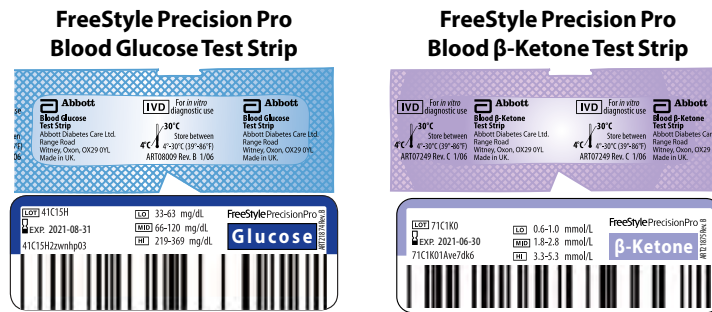 FreeStyle Precision Pro
Blood Glucose Test Strip
Abbott
Blood Glucose
Test Strip
Abbott Diabetes Care Ltd.
Range Road
Witney, Oxon, OX29 0YL
Made in UK.
IVD
For in vitro
diagnostic use
30°C
4°C
Store between
4°-30°C (39°-86°F)
ART08009 Rev. B 1/06
Abbott
Blood Glucose
Test Strip
Abbott Diabetes Care Ltd.
Range Road
Witney, Oxon, OX29 0YL
Made in UK.
LOT 41C15H
EXP. 2021-08-31
41C15H2zwnhp03
LO 33-63 mg/dL
MID 66-120 mg/dL
HI 219-369 mg/dL
FreeStyle Precision Pro
Glucose
ART21874 Rev. B
FreeStyle Precision Pro
Blood β-Ketone Test Strip
IVD
For in vitro
diagnostic use
30°C
4°C
Store between
4°-30°C (39°-86°F)
ART07249 Rev. C 1/06
Abbott
Blood β-Ketone
Test Strip
Abbott Diabetes Care Ltd.
Range Road
Witney, Oxon, OX29 0YL
Made in UK.
IVD
For in vitro
diagnostic use
30°C
4°C
Store between
4°-30°C (39°-86°F)
ART07249 Rev. C 1/06
Abbott
Blood β-Ketone
Test Strip
Abbott Diabetes Care
Range Road
Witney, Oxon, OX29
Made in UK.
LOT 71C1K0
EXP. 2021-06-30
71C1K01Ave7dk6
LO 0.6-1.0 mmol/L
MID 1.8-2.8 mmol/L
HI 3.3-5.3 mmol/L
FreeStyle Precision Pro
β-Ketone
ART21875 Rev. B